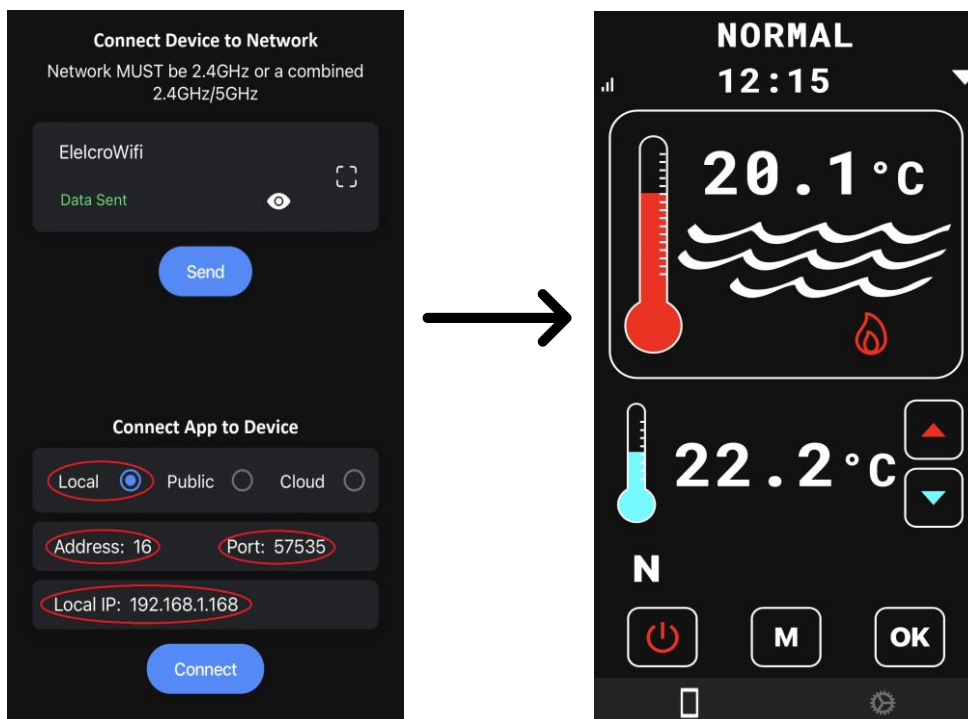 Connect Device to Network
Network MUST be 2.4GHz or a combined
2.4GHz/5GHz
ElelcroWifi
Data Sent
Send
Connect App to Device
Local Public Cloud
Address: 16 Port: 57535
Local IP: 192.168.1.168
Connect
NORMAL
12:15
20.1°C
22.2°C
N
M OK